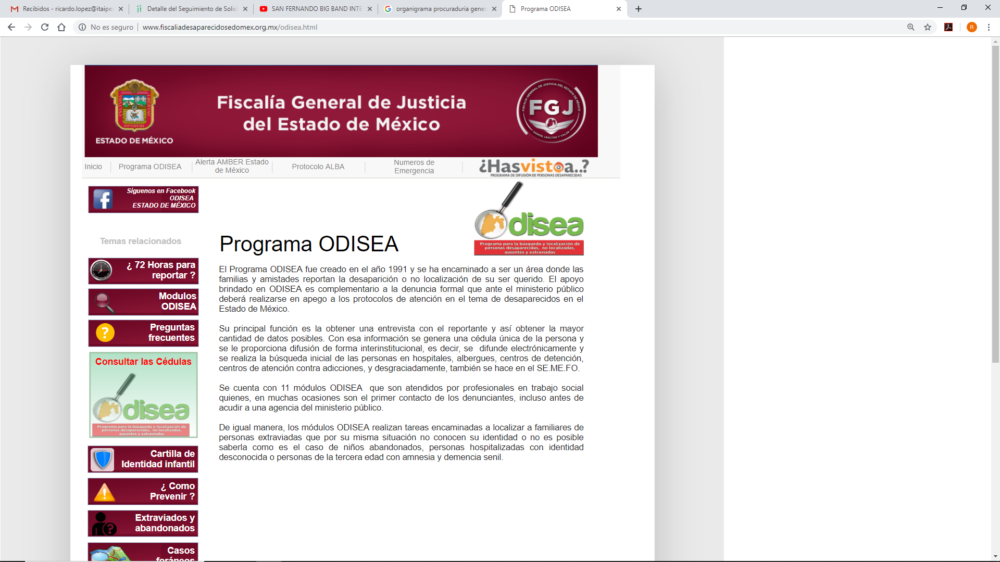 Recibidos - ricardo.lopez@itaiper
Detalle del Seguimiento de Solici
SAN FERNANDO BIG BAND INTE
organigrama procuraduria genera
Programa ODISEA
No es seguro
www.fiscaliadesaparecidosedomex.org.mx/odisea.html
R
ESTADO DE MÉXICO
Fiscalía General de Justicia
del Estado de México
FISCALÍA GENERAL DE JUSTICIA DEL ESTADO DE MÉXICO
FGJ
HONOR, LEALTAD Y VALOR
Inicio
Programa ODISEA
Alerta AMBER Estado
de México
Protocolo ALBA
Numeros de
Emergencia
¿Hasvistoa..?
PROGRAMA DE DIFUSIÓN DE PERSONAS DESAPARECIDAS
Síguenos en Facebook
ODISEA
ESTADO DE MÉXICO
Temas relacionados
¿ 72 Horas para
reportar ?
Modulos
ODISEA
Preguntas
frecuentes
Consultar las Cédulas
disea
Programa para la búsqueda y localización de
personas desaparecidas, no localizadas,
ausentes y extraviadas
Cartilla de
Identidad infantil
¿ Como
Prevenir ?
Extraviados y
abandonados
Casos
foráneos
disea
Programa para la búsqueda y localización de
personas desaparecidas, no localizadas,
ausentes y extraviadas
Programa ODISEA
El Programa ODISEA fue creado en el año 1991 y se ha encaminado a ser un área donde las
familias y amistades reportan la desaparición o no localización de su ser querido. El apoyo
brindado en ODISEA es complementario a la denuncia formal que ante el ministerio público
deberá realizarse en apego a los protocolos de atención en el tema de desaparecidos en el
Estado de México.
Su principal función es la obtener una entrevista con el reportante y así obtener la mayor
cantidad de datos posibles. Con esa información se genera una cédula única de la persona y
se le proporciona difusión de forma interinstitucional, es decir, se difunde electrónicamente y
se realiza la búsqueda inicial de las personas en hospitales, albergues, centros de detención,
centros de atención contra adicciones, y desgraciadamente, también se hace en el SE.ME.FO.
Se cuenta con 11 módulos ODISEA que son atendidos por profesionales en trabajo social
quienes, en muchas ocasiones son el primer contacto de los denunciantes, incluso antes de
acudir a una agencia del ministerio público.
De igual manera, los módulos ODISEA realizan tareas encaminadas a localizar a familiares de
personas extraviadas que por su misma situación no conocen su identidad o no es posible
saberla como es el caso de niños abandonados, personas hospitalizadas con identidad
desconocida o personas de la tercera edad con amnesia y demencia senil.